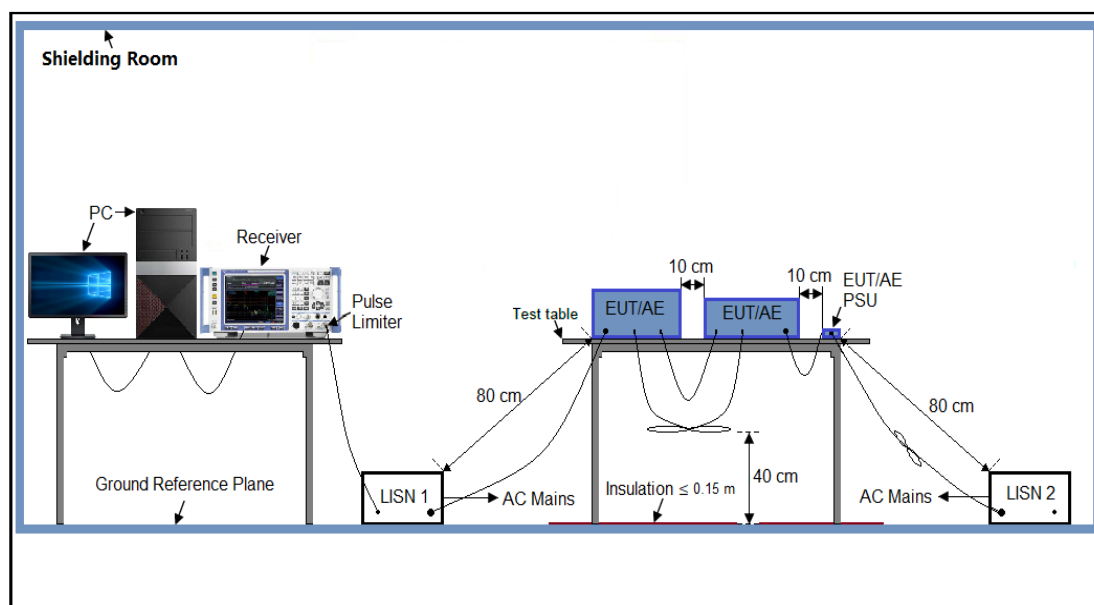 Shielding Room
PC
Receiver
Pulse
Limiter
10 cm
10 cm
EUT/AE
PSU
EUT/AE
EUT/AE
Test table
80 cm
80 cm
40 cm
Ground Reference Plane
LISN 1
AC Mains
Insulation ≤ 0.15 m
AC Mains
LISN 2